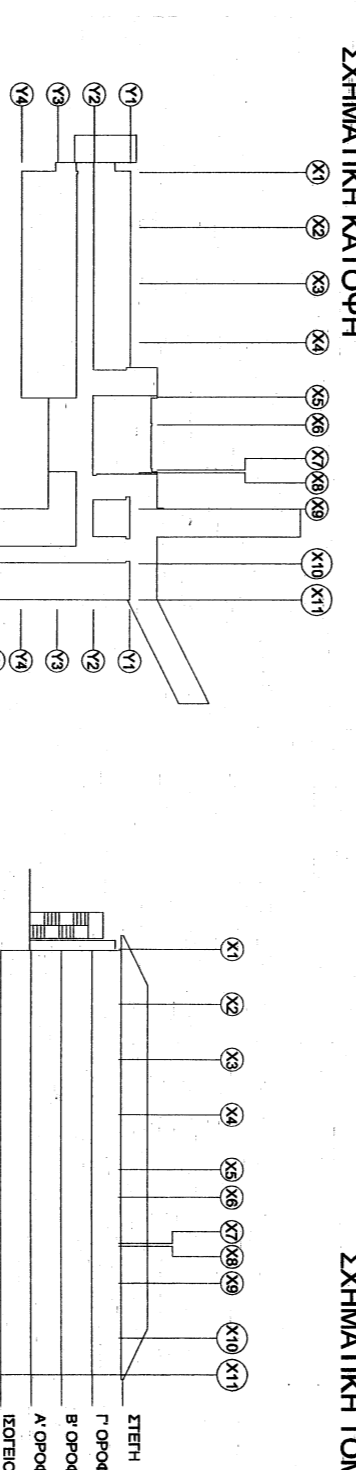 ΣΧΗΜΑΤΙΚΗ ΚΑΤΟΨΗ
X1
X2
X3
X4
X5
X6
X7
X8
X9
X10
X11
Y4
Y3
Y2
Y1
Y4
Y3
Y2
Y1
ΣΧΗΜΑΤΙΚΗ ΤΟΜ
X1
X2
X3
X4
X5
X6
X7
X8
X9
X10
X11
ΣΤΕΓΗ
Γ' ΟΡΟΦ
Β' ΟΡΟΦ
Α' ΟΡΟΦ
ΙΣΟΓΕΙΟ